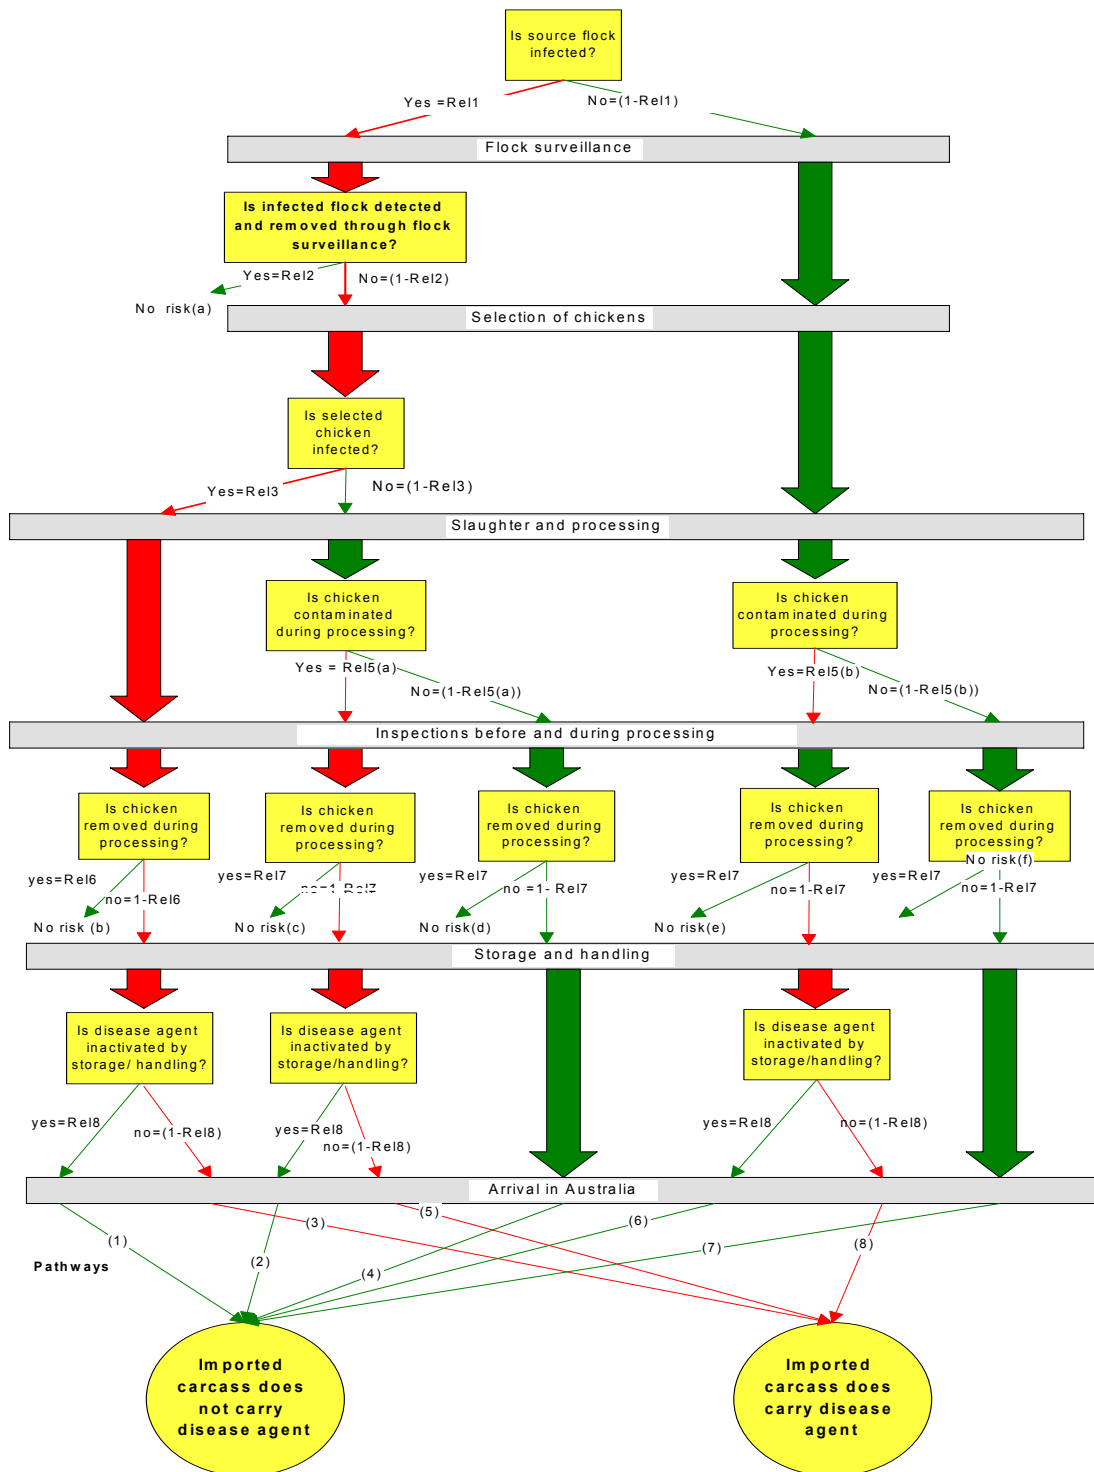 Is source flock
infected?
Yes =Rel1
No=(1-Rel1)
Flock surveillance
Is infected flock detected
and removed through flock
surveillance?
Yes=Rel2
No=(1-Rel2)
No risk(a)
Selection of chickens
Is selected
chicken
infected?
Yes=Rel3
No=(1-Rel3)
Slaughter and processing
Is chicken
contaminated
during processing?
Is chicken
contaminated during
processing?
Yes = Rel5(a)
No=(1-Rel5(a))
Yes=Rel5(b)
No=(1-Rel5(b))
Inspections before and during processing
Is chicken
removed during
processing?
Is chicken
removed during
processing?
Is chicken
removed during
processing?
Is chicken
removed during
processing?
Is chicken
removed during
processing?
yes=Rel6
no=1-Rel6
No risk (b)
yes=Rel7
no=1-Rel7
No risk(c)
yes=Rel7
no =1- Rel7
No risk(d)
yes=Rel7
no=1- Rel7
No risk(e)
No risk(f)
yes=Rel7
no=1-Rel7
Storage and handling
Is disease agent
inactivated by
storage/ handling?
Is disease agent
inactivated by
storage/handling?
Is disease agent
inactivated by
storage/handling?
yes=Rel8
no=(1-Rel8)
yes=Rel8
no=(1-Rel8)
yes=Rel8
no=(1-Rel8)
Arrival in Australia
(1)
(2)
(3)
(4)
(5)
(6)
(7)
(8)
Pathways
Imported
carcass does
not carry
disease agent
Imported
carcass does
carry disease
agent